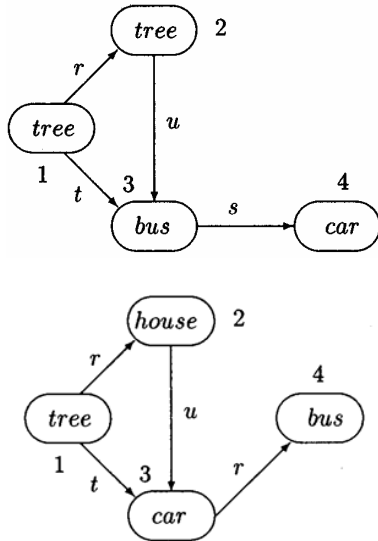 tree 2
r
u
tree
1 t 3 4
bus s car
house 2
r
u 4
tree bus
1 t 3 r
car